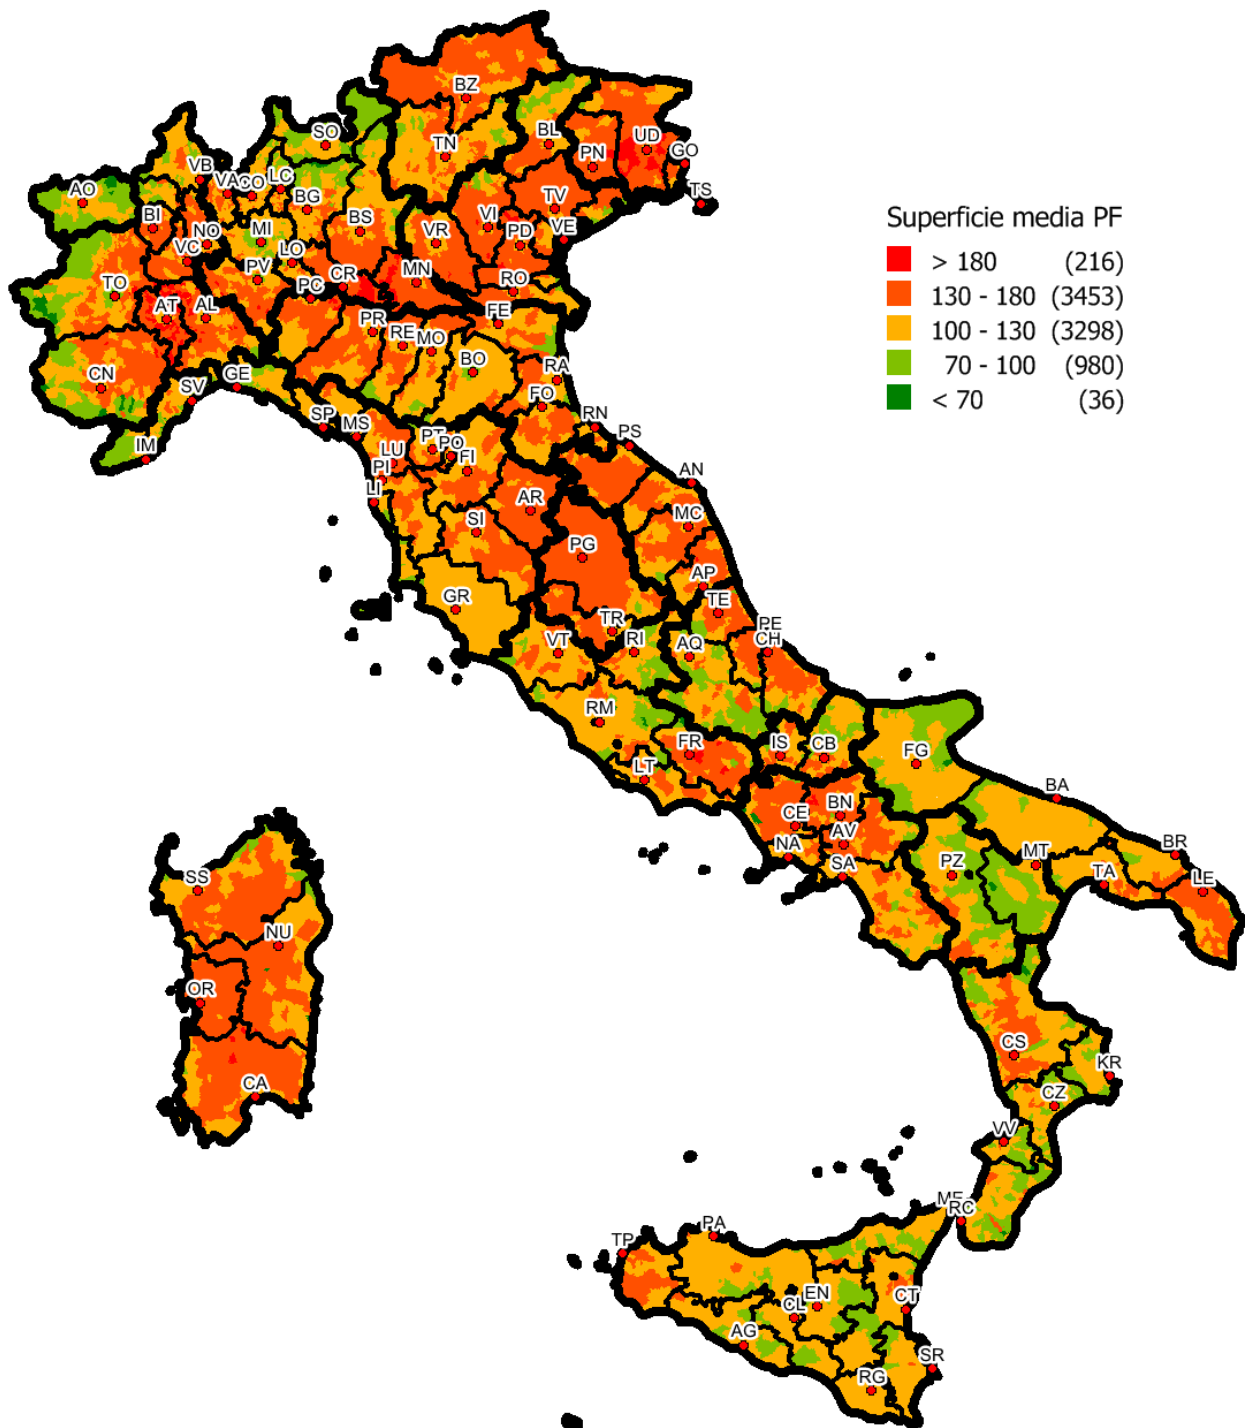 BZ
SO
BL
UD
TN
PN
GO
VB
VA
CO
LC
AO
BG
TS
TV
BI
BS
VI
NO
MI
VR
PD
VE
VC
LO
PV
MN
RO
TO
CR
PC
AT
AL
FE
PR
RE
MO
BO
CN
GE
SV
RA
FO
SP
MS
RN
PS
IM
LU
PT
PO
FI
PI
LI
AN
AR
SI
MC
PG
AP
GR
TE
TR
PE
VT
RI
AQ
CH
RM
FR
IS
CB
FG
LT
BA
CE
BN
AV
NA
SA
PZ
MT
BR
TA
LE
SS
NU
OR
CS
KR
CA
CZ
VV
ME
RC
PA
TP
EN
CL
CT
AG
SR
RG
Superficie media PF
> 180 (216)
130 - 180 (3453)
100 - 130 (3298)
70 - 100 (980)
< 70 (36)